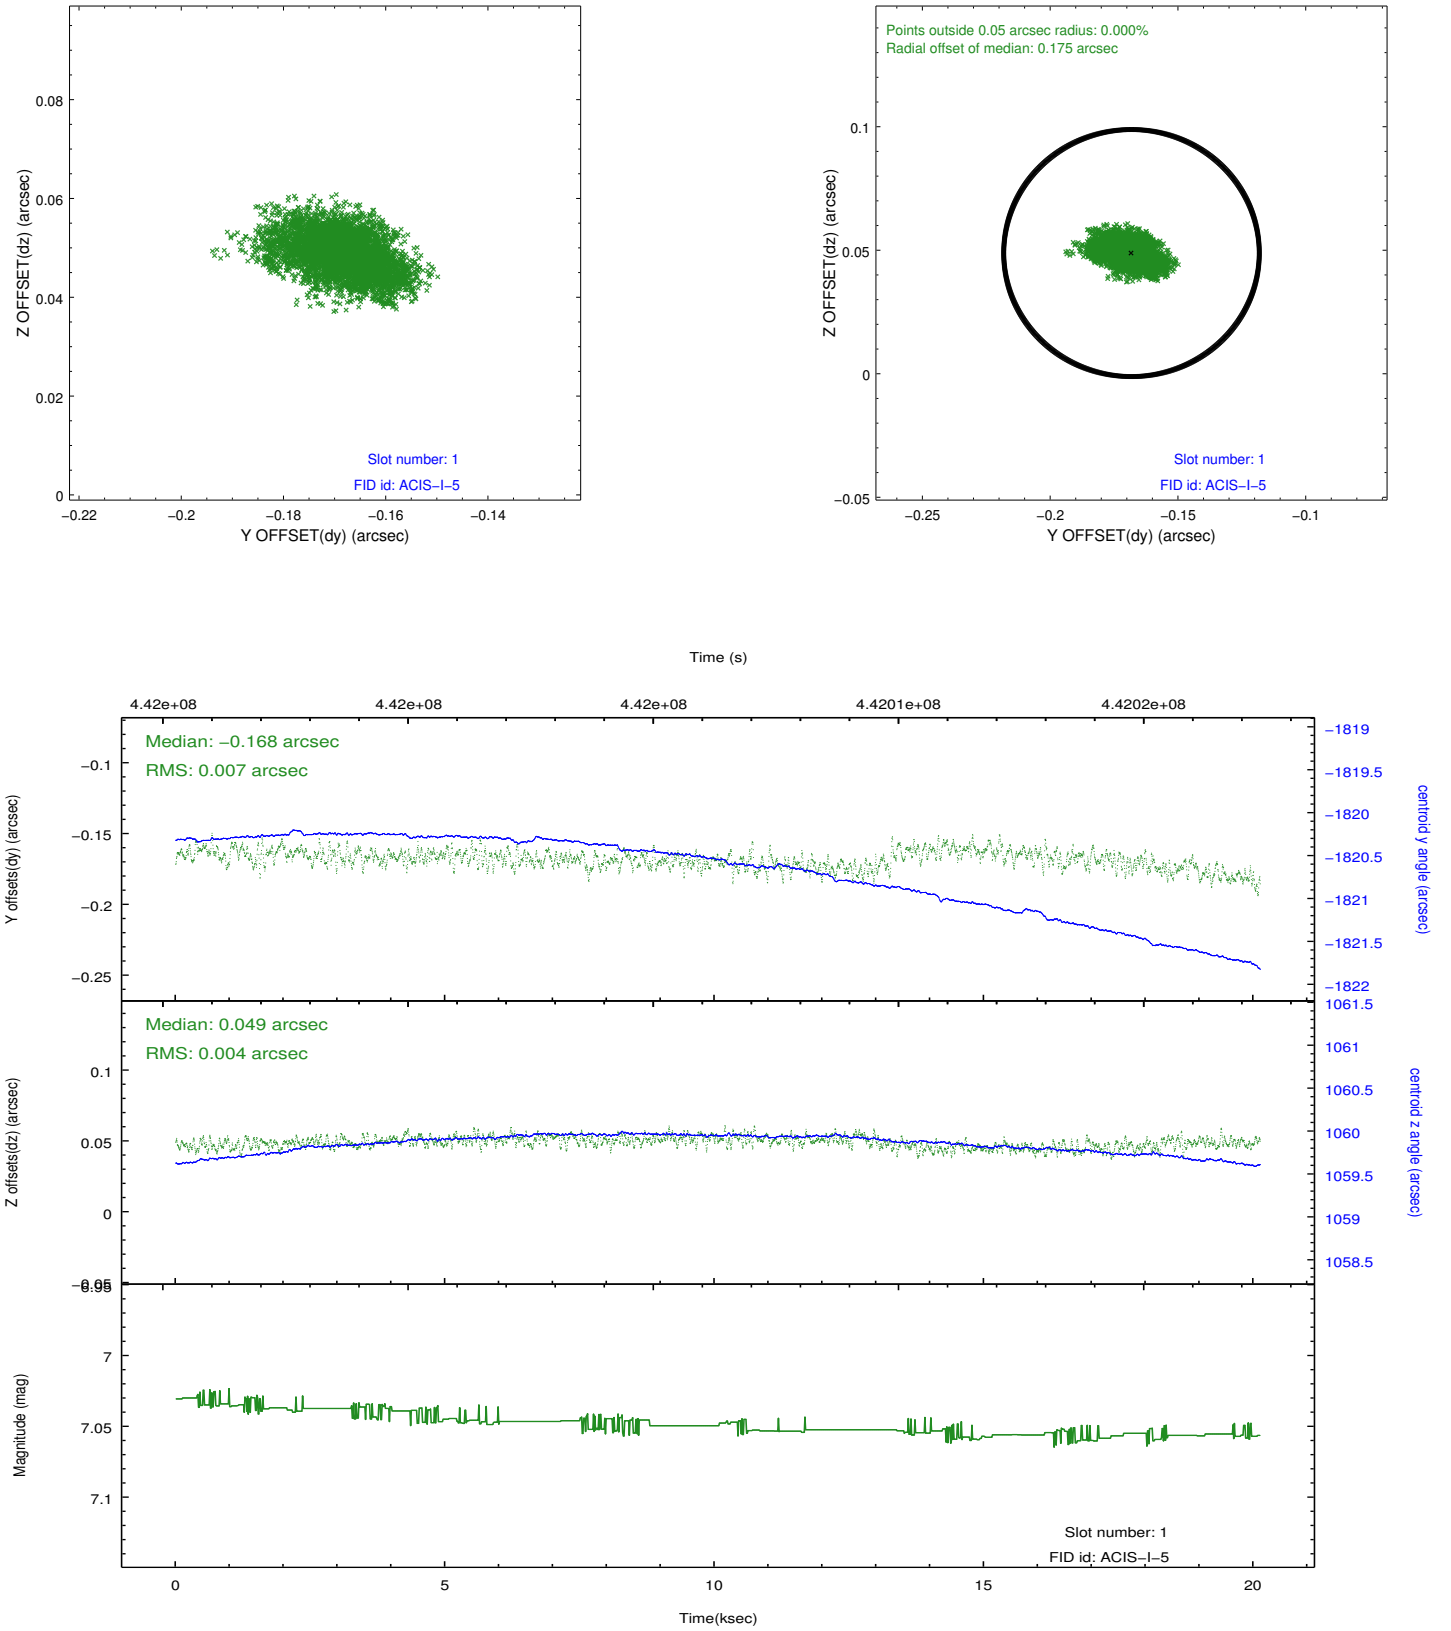 0.08
0.06
0.04
0.02
0
Z OFFSET(dz) (arcsec)
−0.22 −0.2 −0.18 −0.16 −0.14
Y OFFSET(dy) (arcsec)
Slot number: 1
FID id: ACIS−I−5
Points outside 0.05 arcsec radius: 0.000%
Radial offset of median: 0.175 arcsec
0.1
0.05
0
−0.05
Z OFFSET(dz) (arcsec)
−0.25 −0.2 −0.15 −0.1
Y OFFSET(dy) (arcsec)
Slot number: 1
FID id: ACIS−I−5
Time (s)
4.42e+08 4.42e+08 4.42e+08 4.4201e+08 4.4202e+08
Median: −0.168 arcsec
RMS: 0.007 arcsec
−0.1
−0.15
−0.2
−0.25
Y offsets(dy) (arcsec)
−1819
−1819.5
−1820
−1820.5
−1821
−1821.5
−1822
centroid y angle (arcsec)
Median: 0.049 arcsec
RMS: 0.004 arcsec
0.1
0.05
0
−0.05
Z offsets(dz) (arcsec)
1061.5
1061
1060.5
1060
1059.5
1059
1058.5
centroid z angle (arcsec)
6.95
7
7.05
7.1
Magnitude (mag)
Slot number: 1
FID id: ACIS−I−5
0 5 10 15 20
Time(ksec)